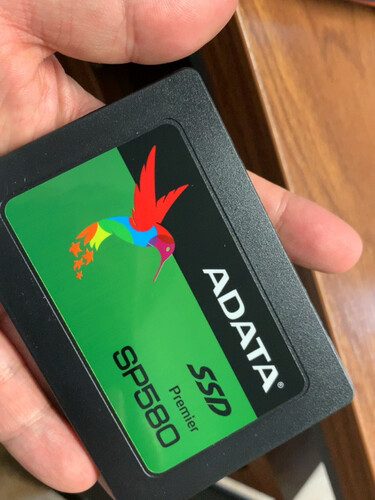 ADATA®
SSD
Premier
SP580